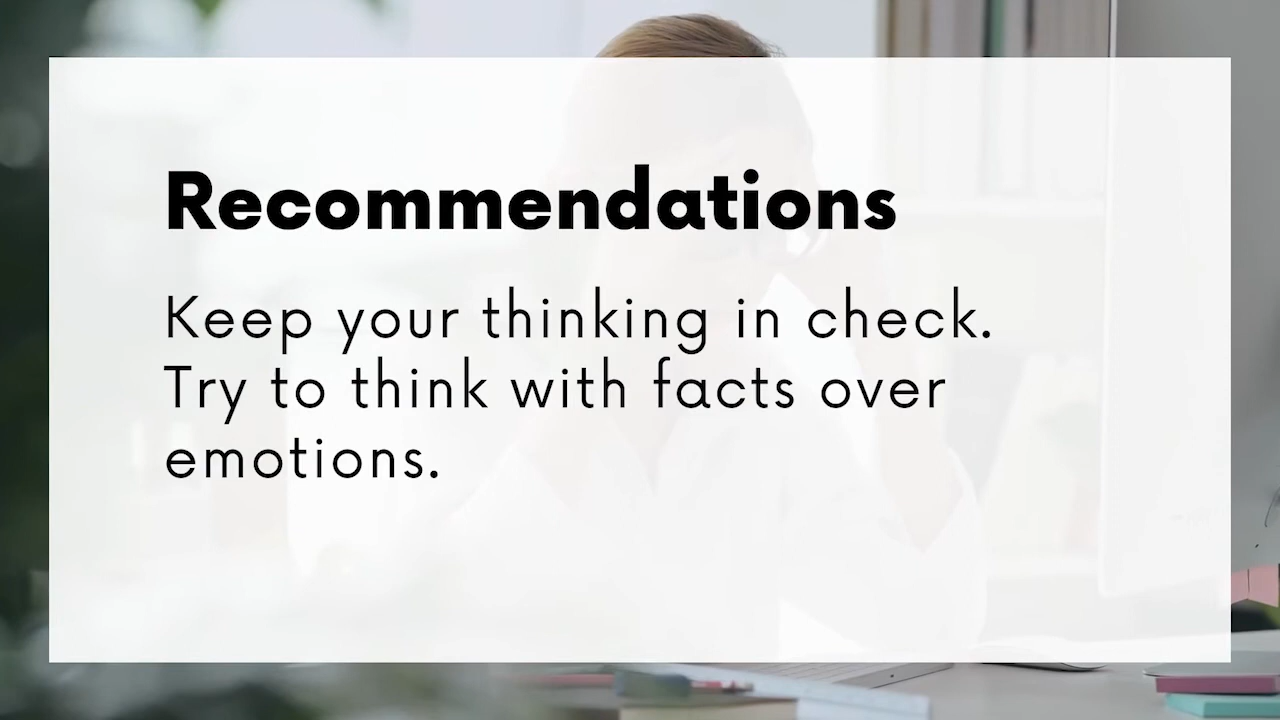 Recommendations
Keep your thinking in check.
Try to think with facts over
emotions.